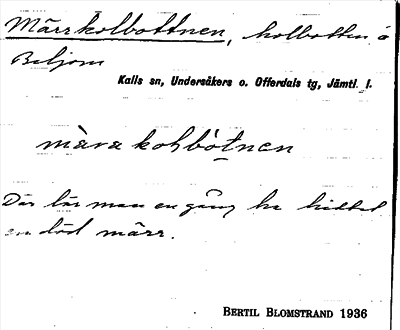 Märrkolbottnen, kolbotten å
Beljom
Kalls sn, Undersåkers o. Offerdals tg, Jämtl. l.
màrakohbòtnen
Där lär man en gång ha hittat
en död märr.
BERTIL BLOMSTRAND 1936